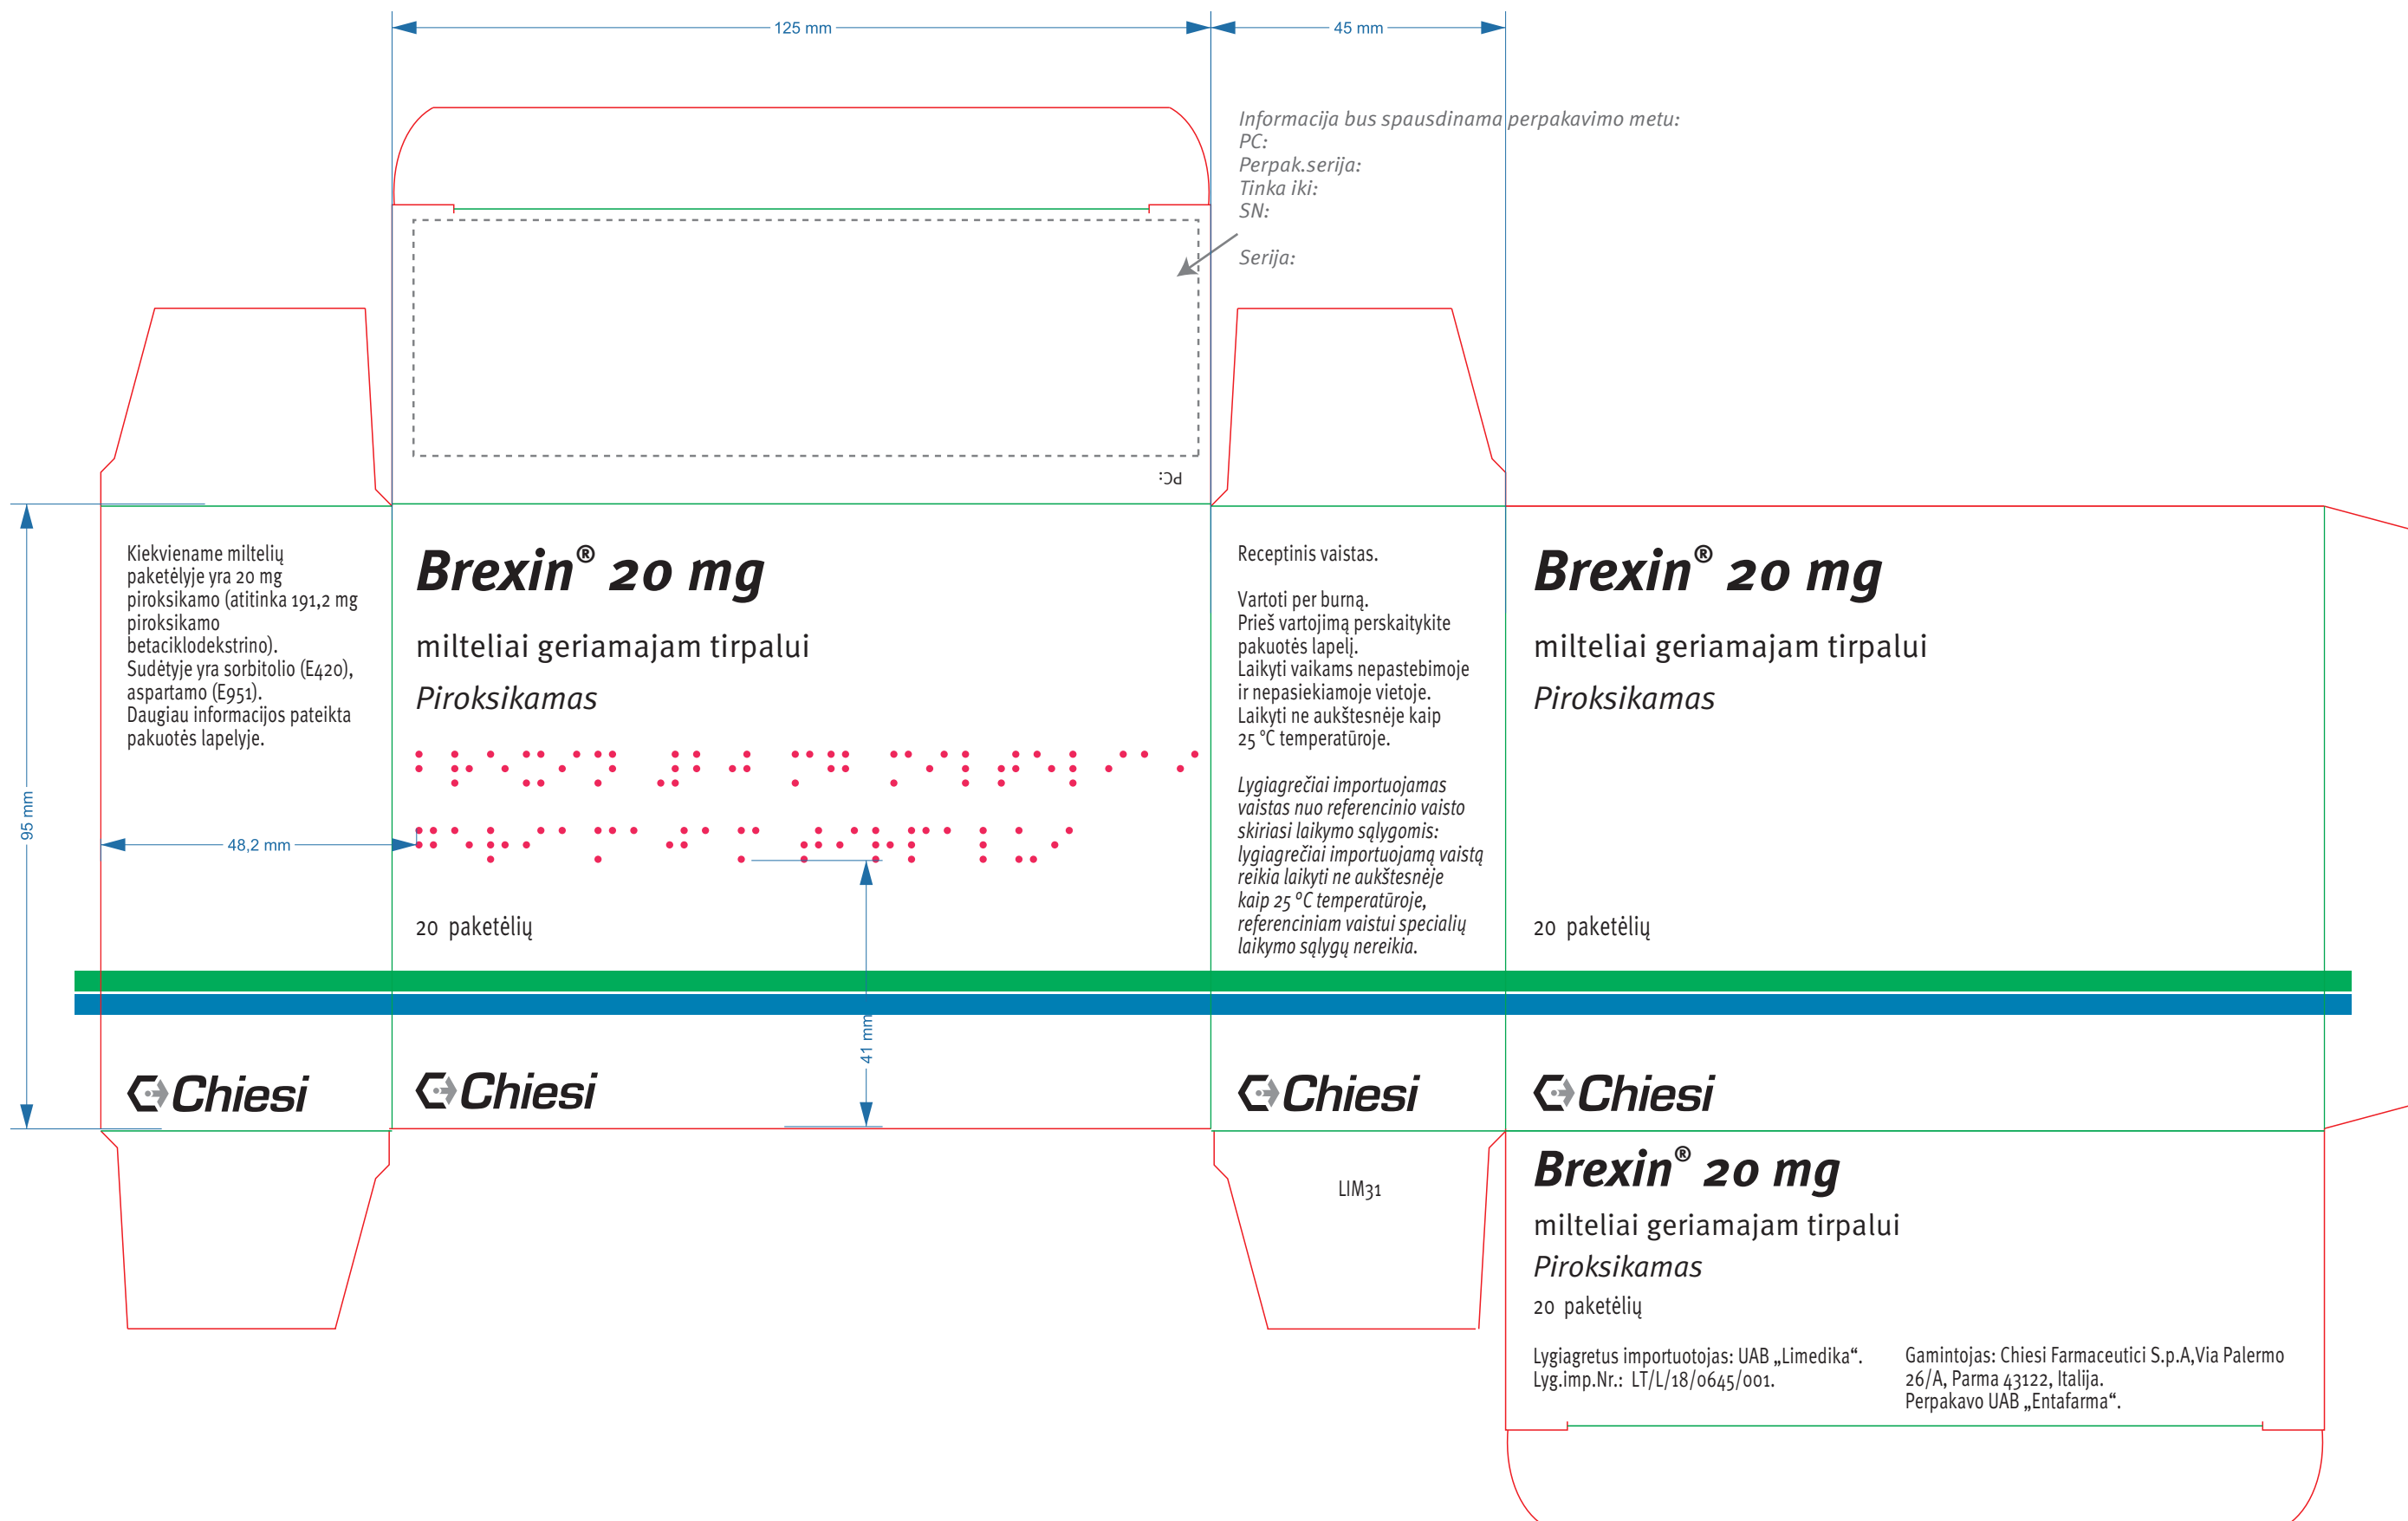 125 mm
45 mm
Informacija bus spausdinama perpakavimo metu:
PC:
Perpak.serija:
Tinka iki:
SN:
Serija:
PC:
Kiekviename miltelių
paketėlyje yra 20 mg
piroksikamo (atitinka 191,2 mg
piroksikamo
betaciklodekstrino).
Sudėtyje yra sorbitolio (E420),
aspartamo (E951).
Daugiau informacijos pateikta
pakuotės lapelyje.
95 mm
48,2 mm
Chiesi
Brexin® 20 mg
milteliai geriamajam tirpalui
Piroksikamas
20 paketėlių
41 mm
Chiesi
Receptinis vaistas.
Vartoti per burną.
Prieš vartojimą perskaitykite
pakuotės lapelį.
Laikyti vaikams nepastebimoje
ir nepasiekiamoje vietoje.
Laikyti ne aukštesnėje kaip
25 °C temperatūroje.
Lygiagrečiai importuojamas
vaistas nuo referencinio vaisto
skiriasi laikymo sąlygomis:
lygiagrečiai importuojamą vaistą
reikia laikyti ne aukštesnėje
kaip 25 °C temperatūroje,
referenciniam vaistui specialių
laikymo sąlygų nereikia.
Chiesi
LIM31
Brexin® 20 mg
milteliai geriamajam tirpalui
Piroksikamas
20 paketėlių
Chiesi
Brexin® 20 mg
milteliai geriamajam tirpalui
Piroksikamas
20 paketėlių
Lygiagretus importuotojas: UAB „Limedika“.
Lyg.imp.Nr.: LT/L/18/0645/001.
Gamintojas: Chiesi Farmaceutici S.p.A,Via Palermo
26/A, Parma 43122, Italija.
Perpakavo UAB „Entafarma“.